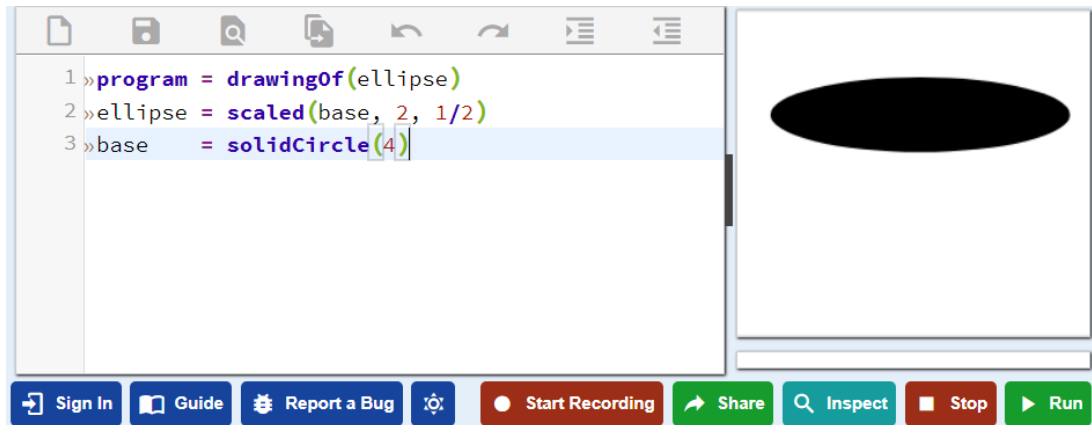 1 »program = drawingOf(ellipse)
2 »ellipse = scaled(base, 2, 1/2)
3 »base    = solidCircle(4)
Sign In Guide Report a Bug Start Recording Share Inspect Stop Run